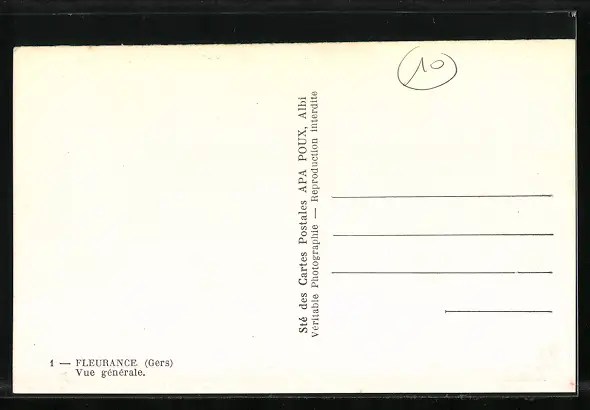 10
Sté des Cartes Postales APA POUX, Albi
Véritable Photographie — Reproduction interdite
1 — FLEURANCE (Gers)
Vue générale.